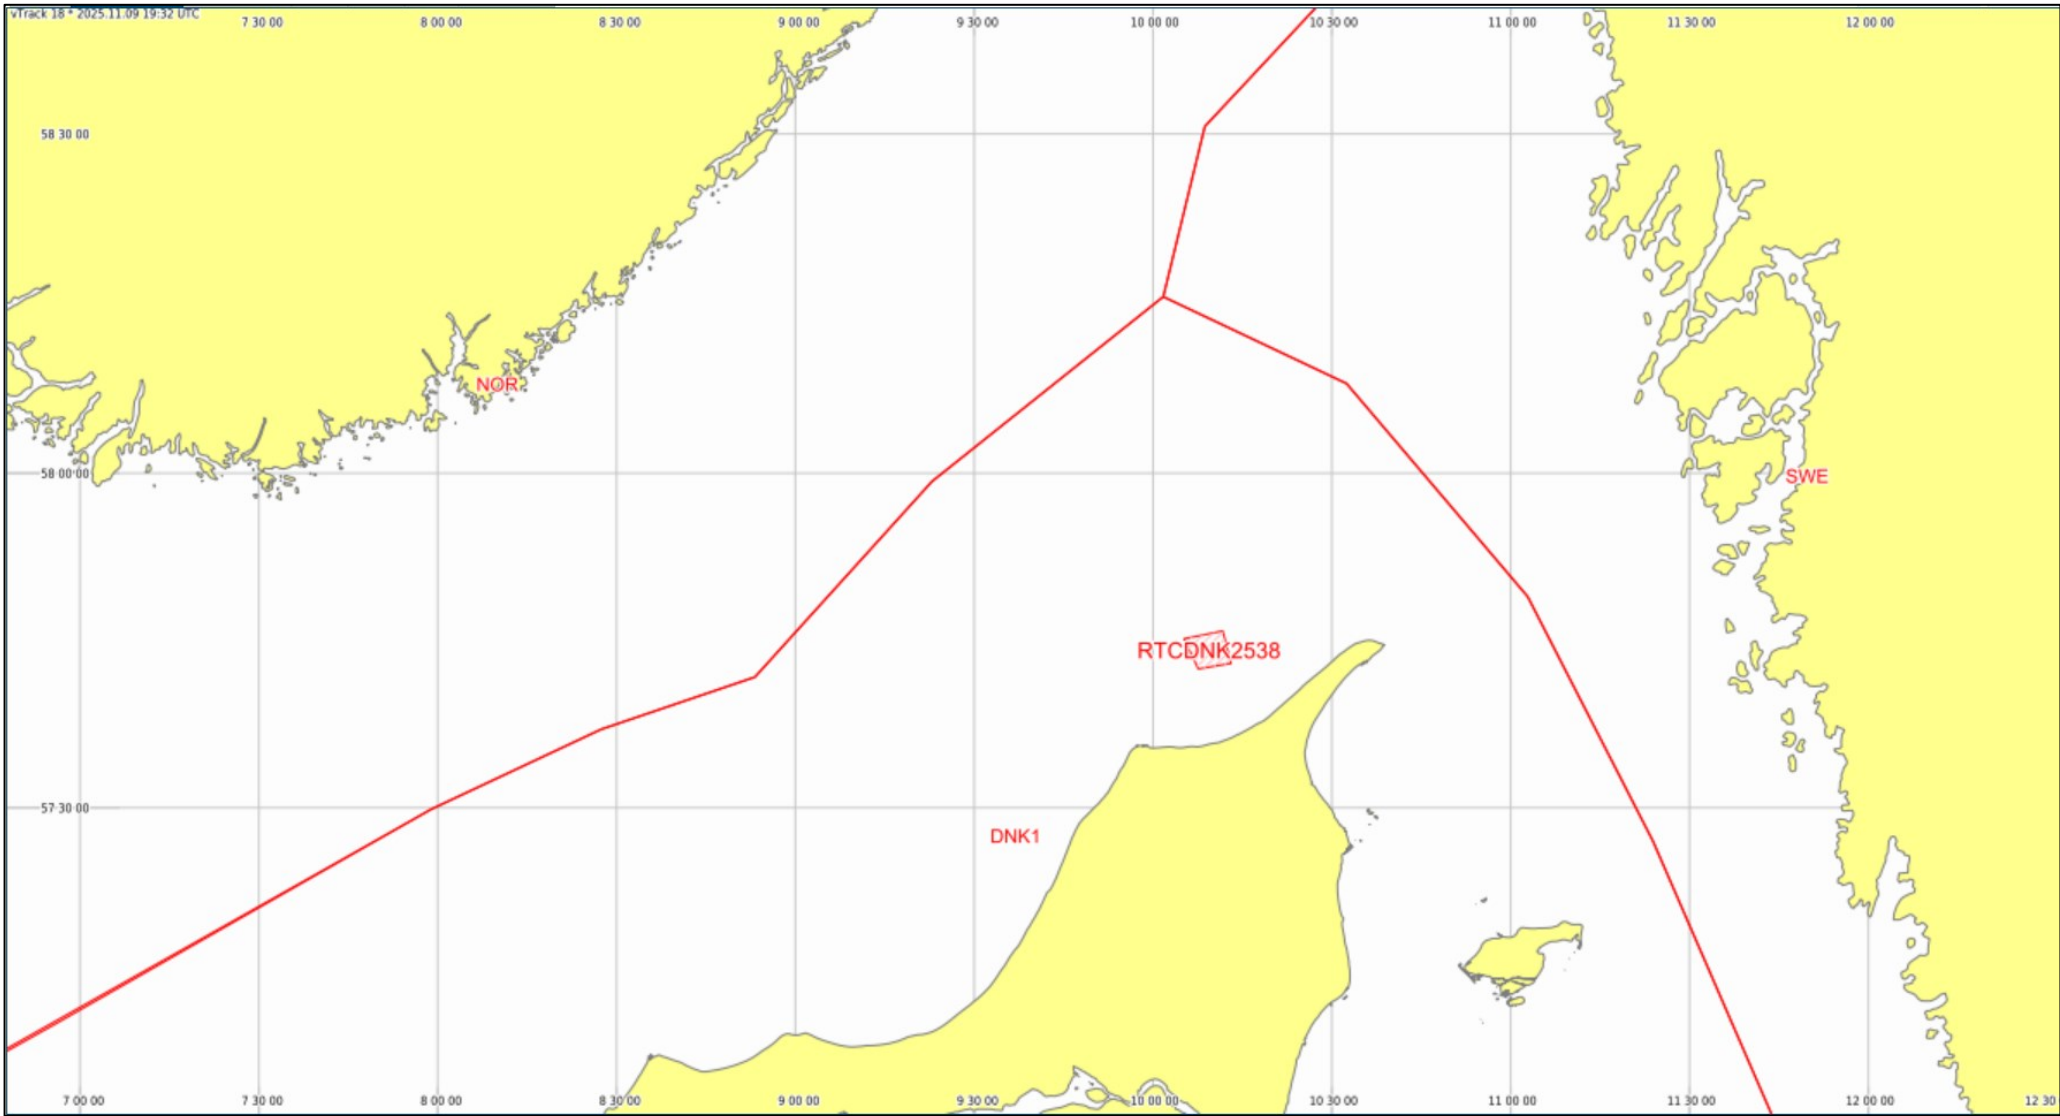 vTrack 18 * 2025.11.09 19:32 UTC
7 30 00 8 00 00 8 30 00 9 00 00 9 30 00 10 00 00 10 30 00 11 00 00 11 30 00 12 00 00
58 30 00
NOR
58 00 00
SWE
RTCDNK2538
57 30 00
DNK1
7 00 00 7 30 00 8 00 00 8 30 00 9 00 00 9 30 00 10 00 00 10 30 00 11 00 00 11 30 00 12 00 00 12 30